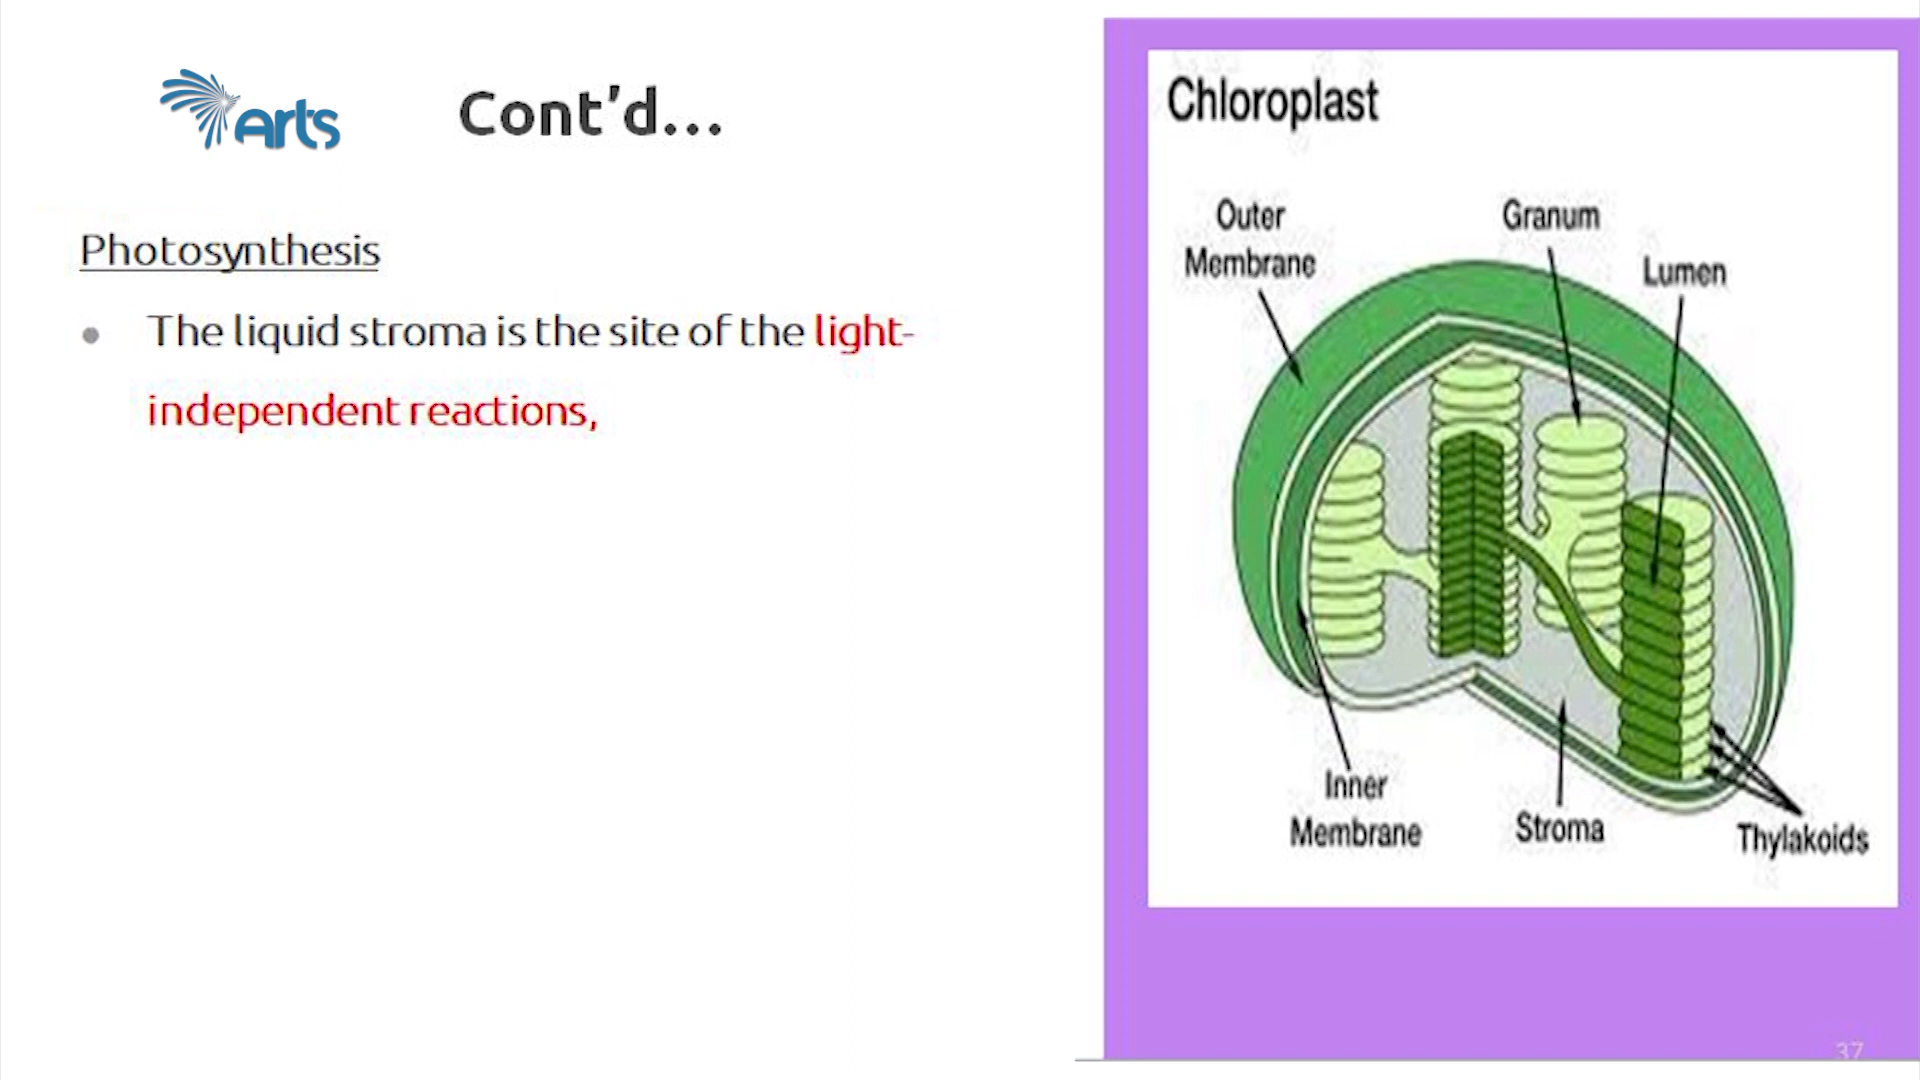 arts
Cont'd...
Photosynthesis
• The liquid stroma is the site of the light-
independent reactions,
Chloroplast
Outer
Membrane
Granum
Lumen
Inner
Membrane
Stroma
Thylakoids
37